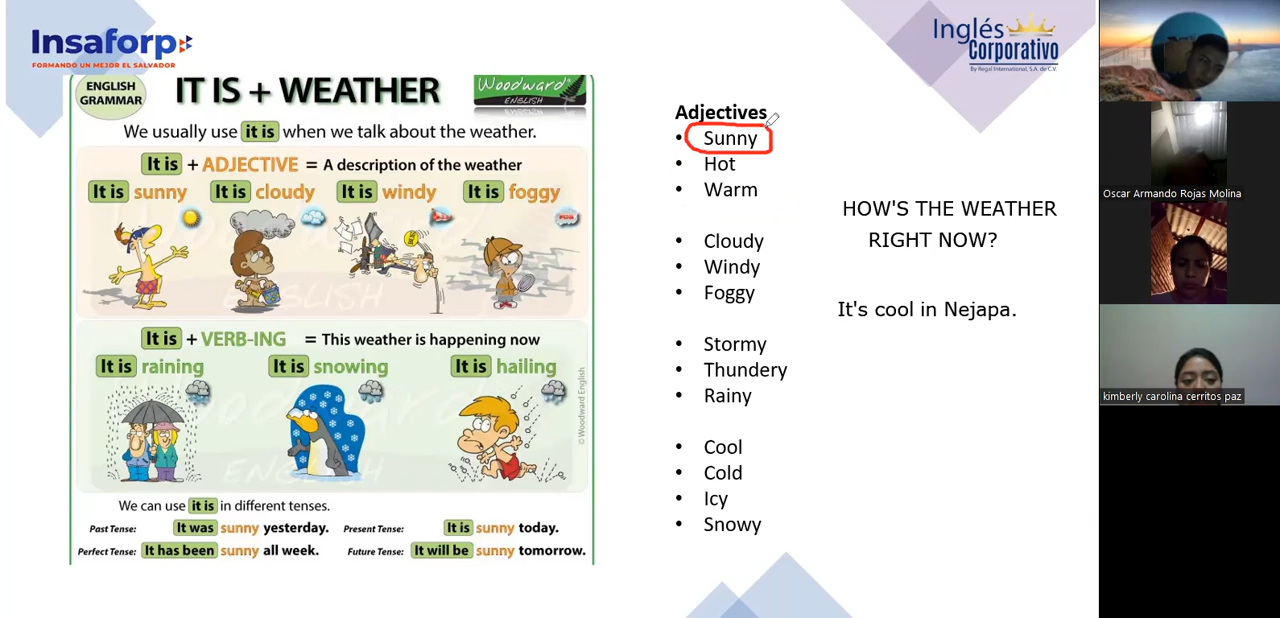 Insaforp
FORMANDO UN MEJOR EL SALVADOR
Inglés
Corporativo
By Regal International, S.A. de C.V.
ENGLISH
GRAMMAR
IT IS + WEATHER
Woodward
ENGLISH
We usually use it is when we talk about the weather.
It is + ADJECTIVE = A description of the weather
It is sunny
It is cloudy
It is windy
It is foggy
It is + VERB-ING = This weather is happening now
It is raining
It is snowing
It is hailing
© Woodward English
We can use it is in different tenses.
Past Tense: It was sunny yesterday.
Present Tense: It is sunny today.
Perfect Tense: It has been sunny all week.
Future Tense: It will be sunny tomorrow.
Adjectives
• Sunny
• Hot
• Warm
• Cloudy
• Windy
• Foggy
• Stormy
• Thundery
• Rainy
• Cool
• Cold
• Icy
• Snowy
HOW'S THE WEATHER
RIGHT NOW?
It's cool in Nejapa.
Oscar Armando Rojas Molina
kimberly carolina cerritos paz